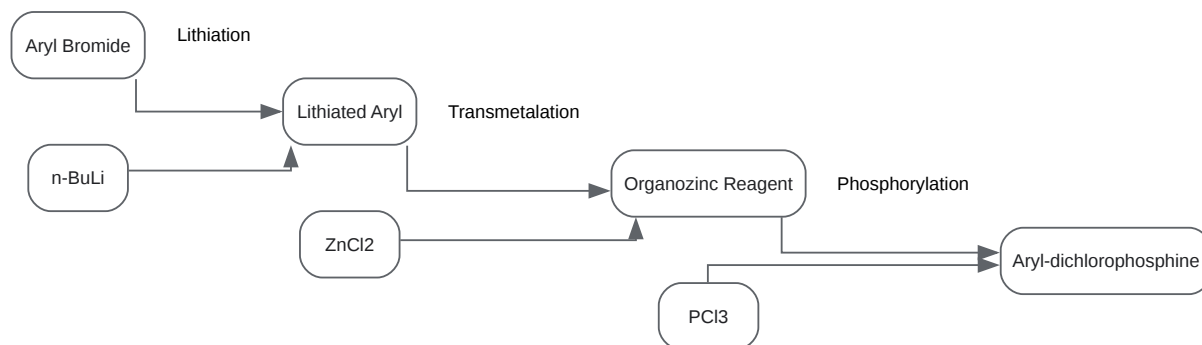 Aryl Bromide
Lithiation
Lithiated Aryl
Transmetalation
n-BuLi
Organozinc Reagent
Phosphorylation
ZnCl2
Aryl-dichlorophosphine
PCl3